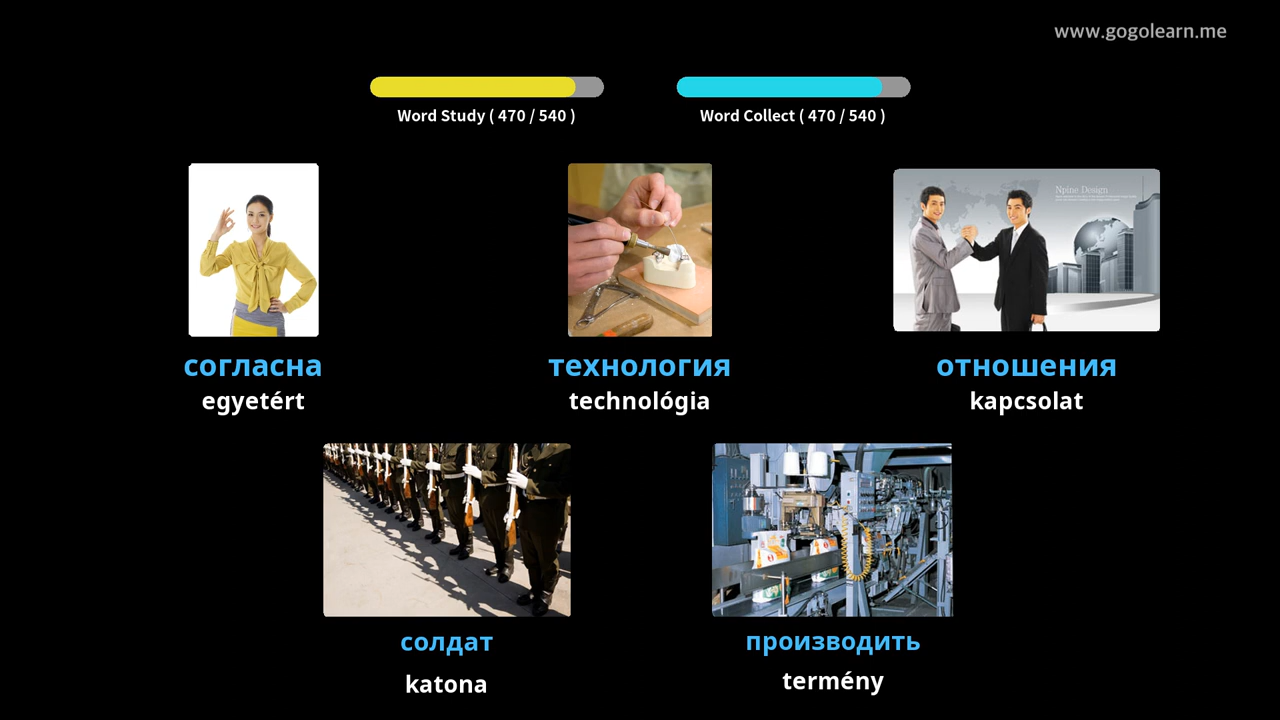 www.gogolearn.me
Word Study ( 470 / 540 )
Word Collect ( 470 / 540 )
Npine Design
согласна
технология
отношения
egyetért
technológia
kapcsolat
солдат
производить
katona
termény